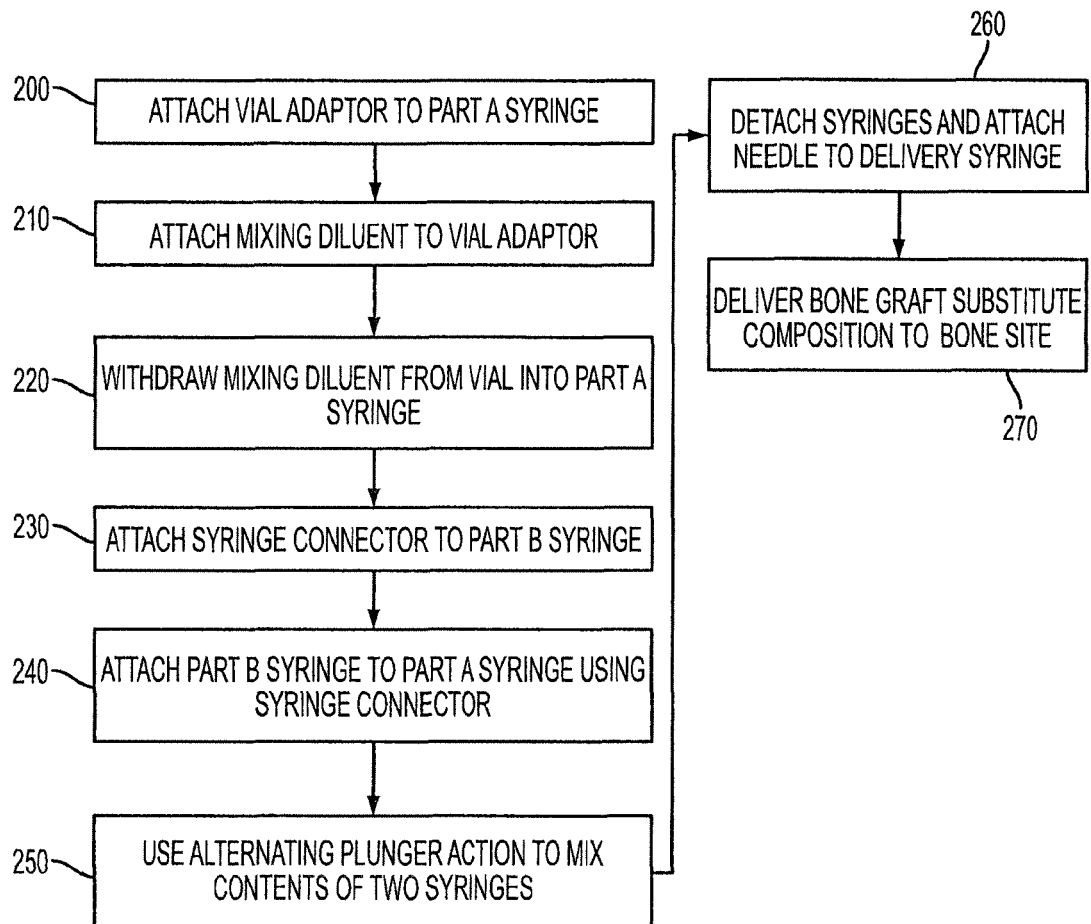 200
ATTACH VIAL ADAPTOR TO PART A SYRINGE
210
ATTACH MIXING DILUENT TO VIAL ADAPTOR
220
WITHDRAW MIXING DILUENT FROM VIAL INTO PART A
SYRINGE
230
ATTACH SYRINGE CONNECTOR TO PART B SYRINGE
240
ATTACH PART B SYRINGE TO PART A SYRINGE USING
SYRINGE CONNECTOR
250
USE ALTERNATING PLUNGER ACTION TO MIX
CONTENTS OF TWO SYRINGES
260
DETACH SYRINGES AND ATTACH
NEEDLE TO DELIVERY SYRINGE
DELIVER BONE GRAFT SUBSTITUTE
COMPOSITION TO BONE SITE
270